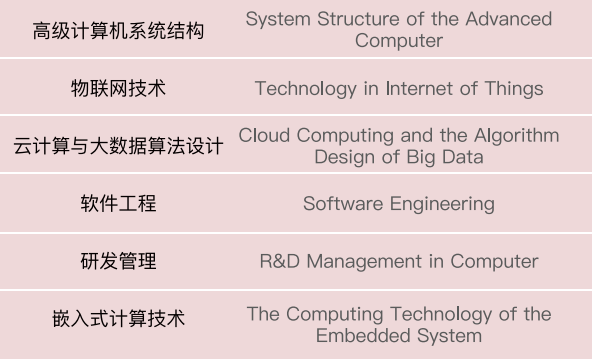 高级计算机系统结构
System Structure of the Advanced
Computer
物联网技术
Technology in Internet of Things
云计算与大数据算法设计
Cloud Computing and the Algorithm
Design of Big Data
软件工程
Software Engineering
研发管理
R&D Management in Computer
嵌入式计算技术
The Computing Technology of the
Embedded System